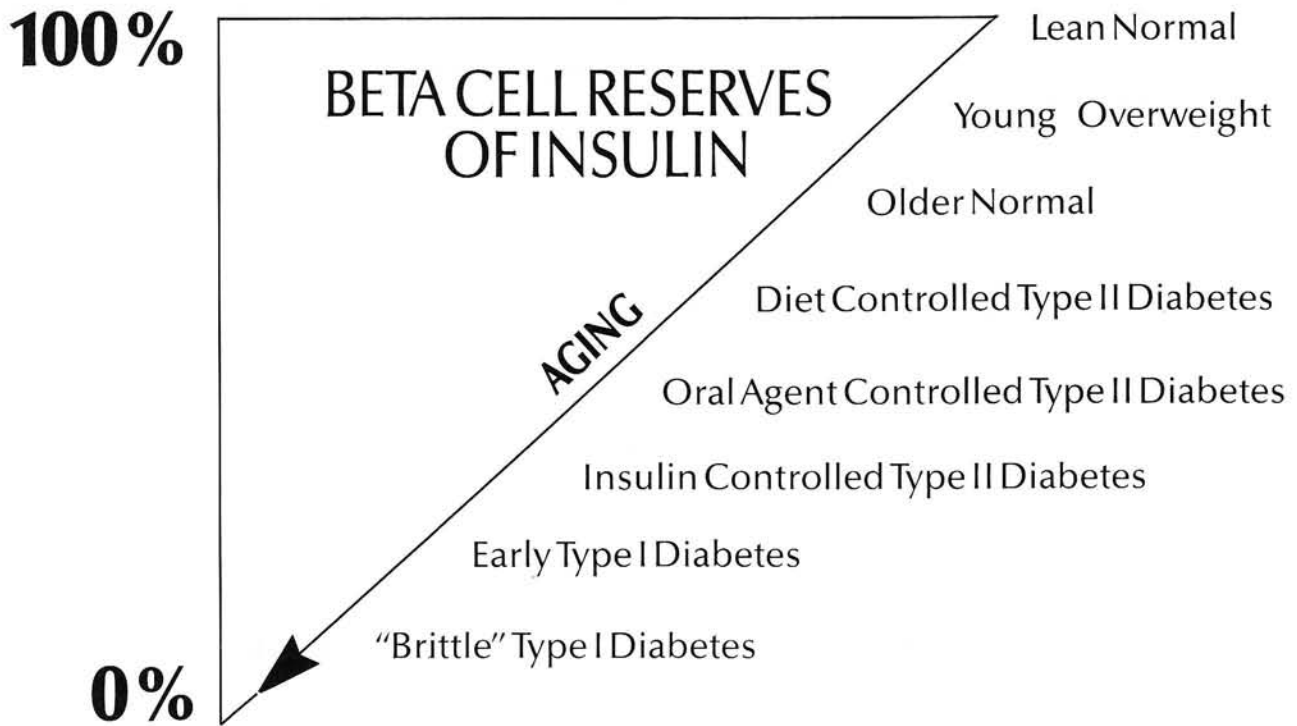 100%
Lean Normal
BETA CELL RESERVES
OF INSULIN
Young Overweight
Older Normal
Diet Controlled Type II Diabetes
AGING
Oral Agent Controlled Type II Diabetes
Insulin Controlled Type II Diabetes
Early Type I Diabetes
"Brittle" Type I Diabetes
0%